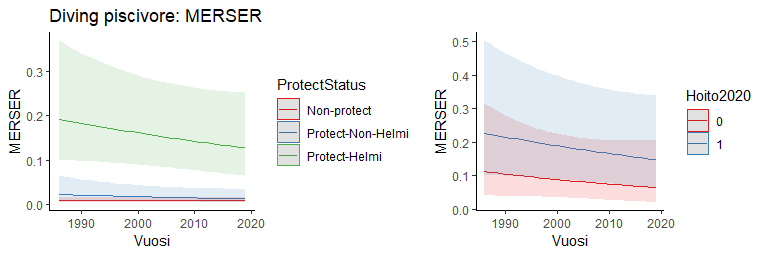 Diving piscivore: MERSER
MERSER
0.3
0.2
0.1
0.0
1990
2000
2010
2020
Vuosi
ProtectStatus
Non-protect
Protect-Non-Helmi
Protect-Helmi
MERSER
0.5
0.4
0.3
0.2
0.1
0.0
1990
2000
2010
2020
Vuosi
Hoito2020
0
1